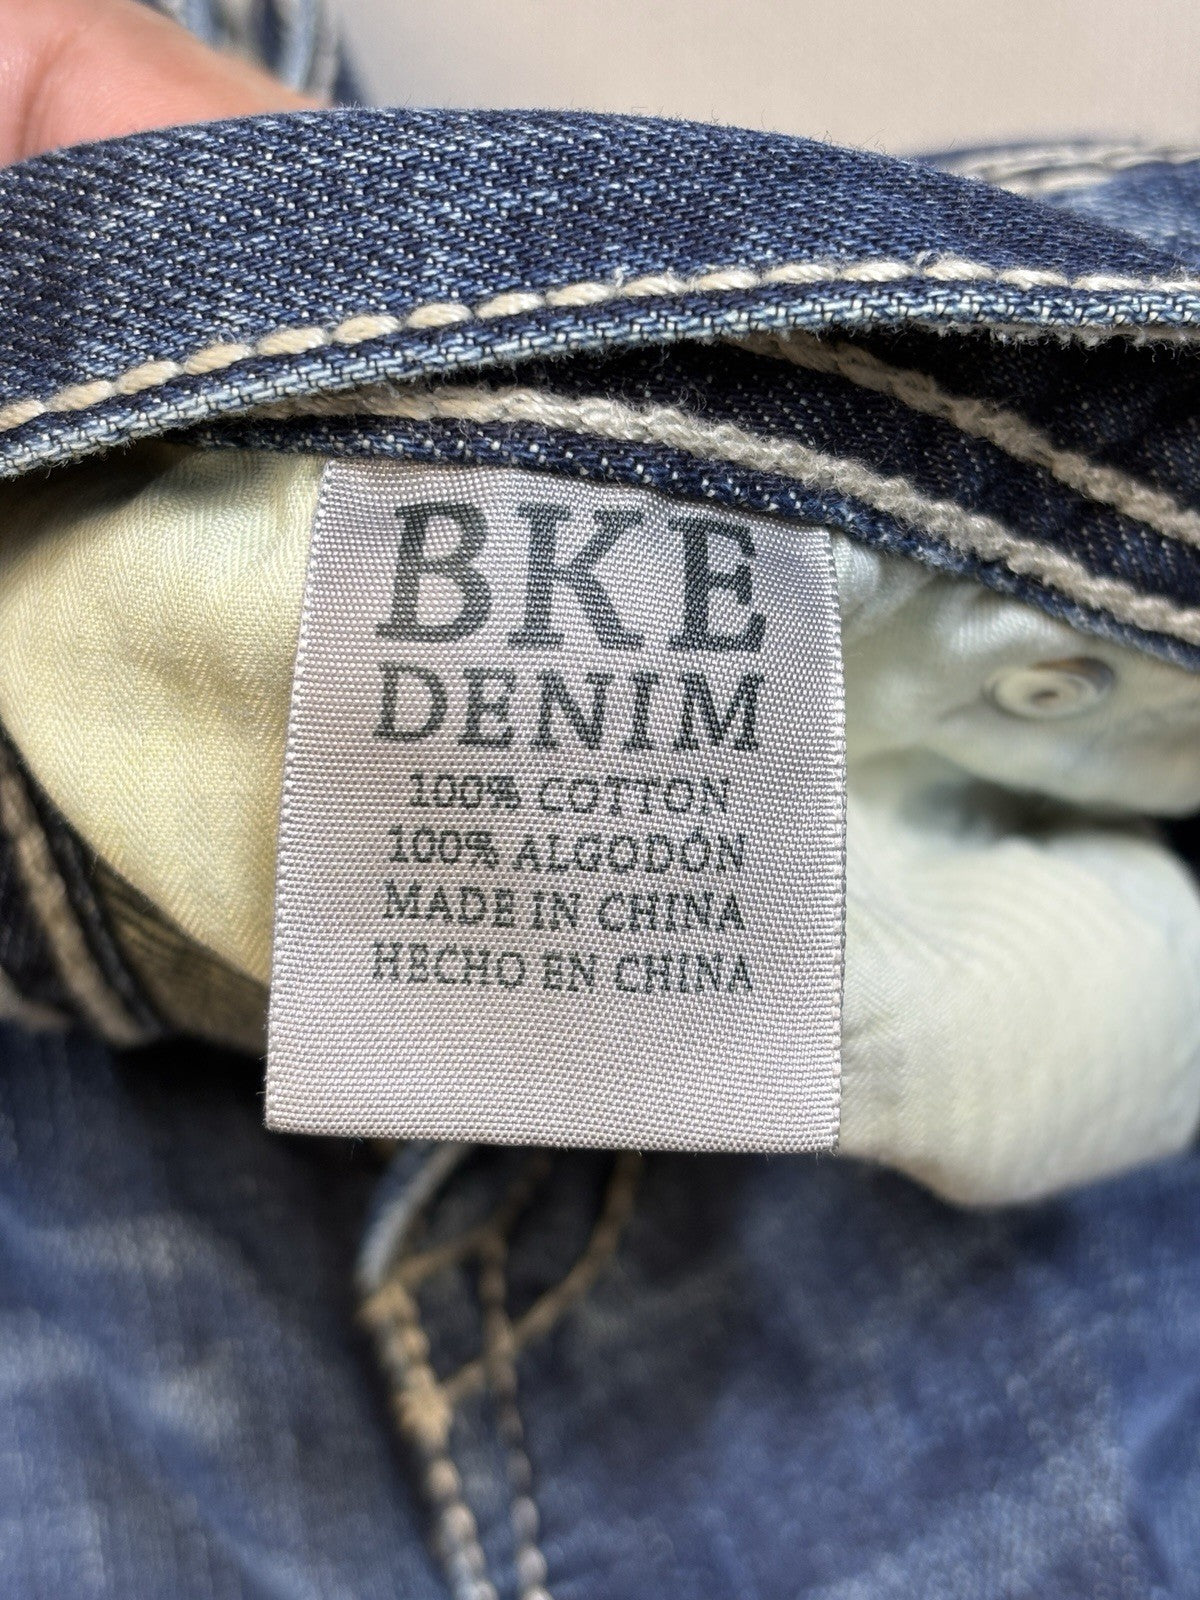 BKE
DENIM
100% COTTON
100% ALGODÓN
MADE IN CHINA
HECHO EN CHINA